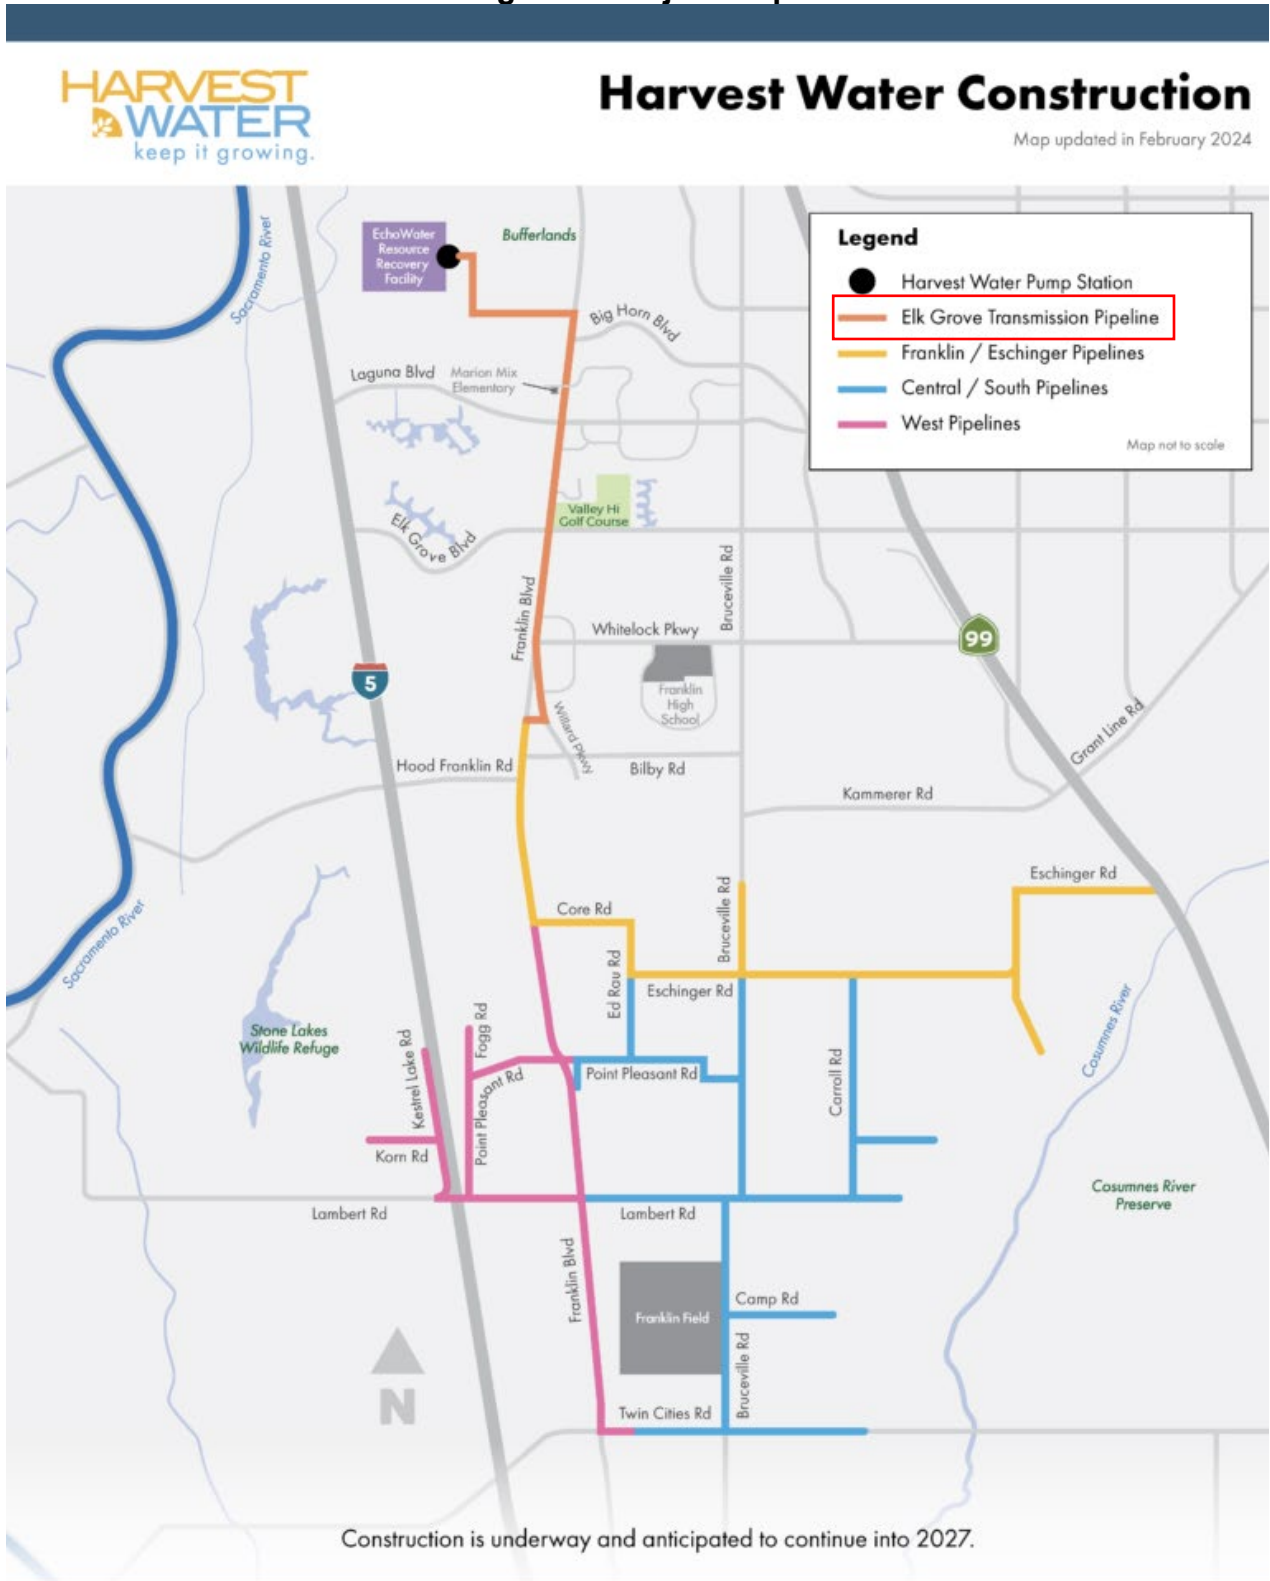 HARVEST
WATER
keep it growing.
Harvest Water Construction
Map updated in February 2024
Legend
Harvest Water Pump Station
Elk Grove Transmission Pipeline
Franklin / Eschinger Pipelines
Central / South Pipelines
West Pipelines
Map not to scale
Sacramento River
EchoWater
Resource
Recovery
Facility
Bufferlands
Big Horn Blvd
Laguna Blvd
Marion Mix
Elementary
Valley Hi
Golf Course
Elk Grove Blvd
Franklin Blvd
Bruceville Rd
Whitelock Pkwy
99
5
Franklin
High
School
Willard Pkwy
Grant Line Rd
Hood Franklin Rd
Bilby Rd
Kammerer Rd
Eschinger Rd
Core Rd
Bruceville Rd
Sacramento River
Ed Rau Rd
Eschinger Rd
Stone Lakes
Wildlife Refuge
Kestrel Lake Rd
Fogg Rd
Point Pleasant Rd
Point Pleasant Rd
Carroll Rd
Cosumnes River
Korn Rd
Lambert Rd
Lambert Rd
Cosumnes River
Preserve
Franklin Blvd
Franklin Field
Camp Rd
Bruceville Rd
N
Twin Cities Rd
Construction is underway and anticipated to continue into 2027.